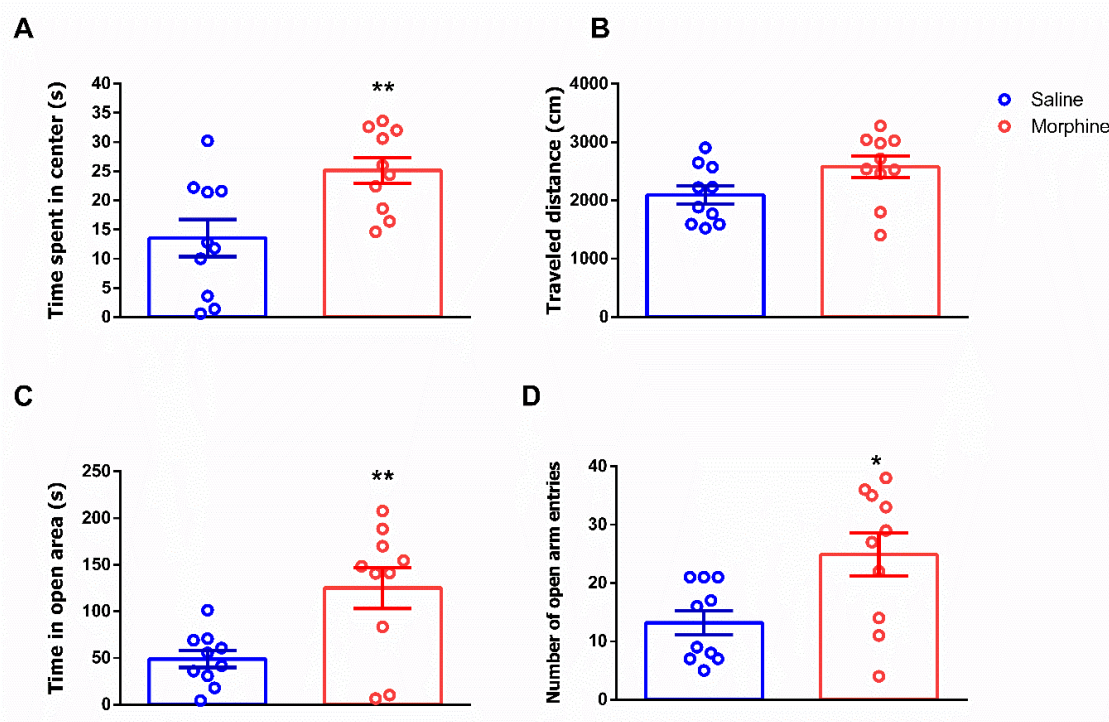 A
B
Time spent in center (s)
40
35
30
25
20
15
10
5
0
**
Traveled distance (cm)
4000
3000
2000
1000
0
Saline
Morphine
C
D
Time in open area (s)
250
200
150
100
50
0
**
Number of open arm entries
40
30
20
10
0
*